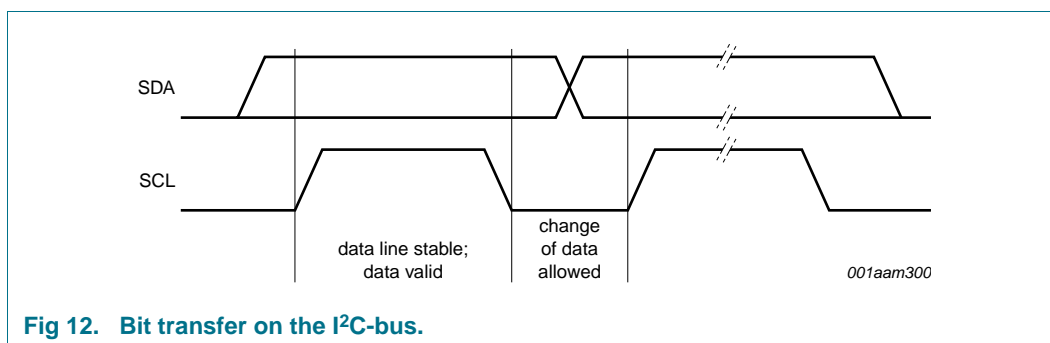 SDA
SCL
data line stable;
data valid
change
of data
allowed
001aam300
Fig 12. Bit transfer on the I²C-bus.